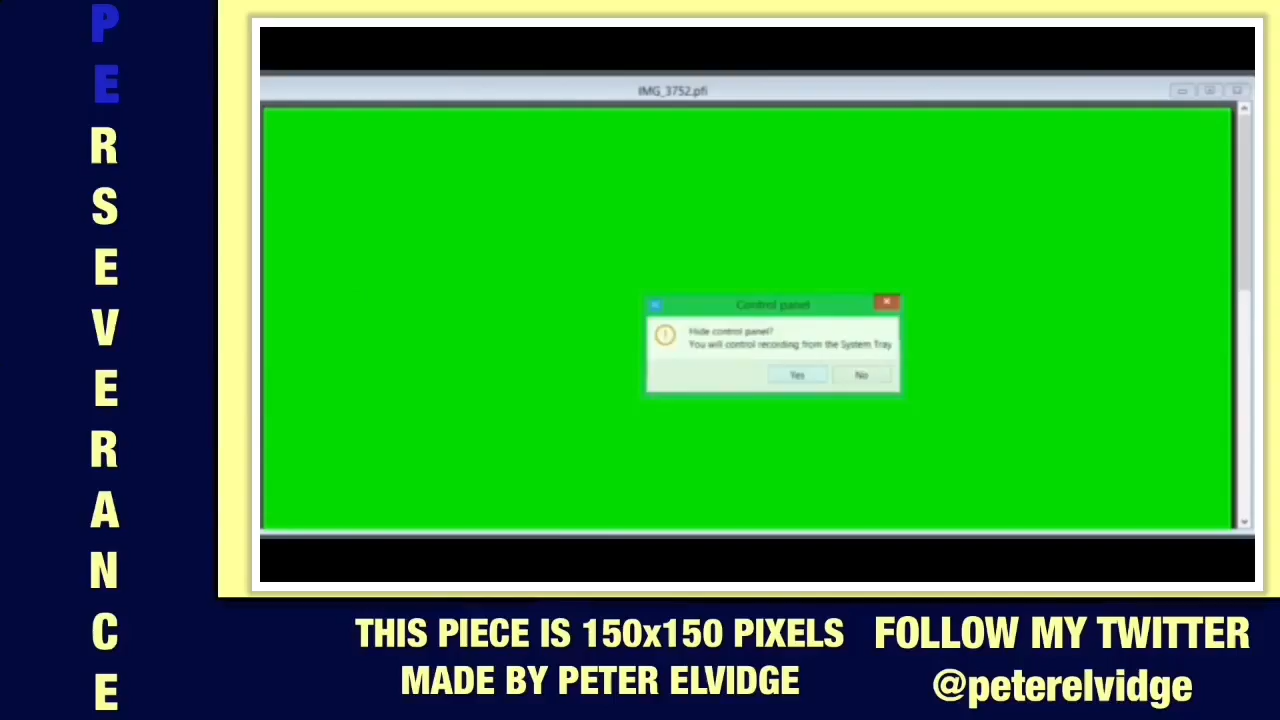 PERSEVERANCE
IMG_3752.pfi
Control panel
Hide control panel?
You will control recording from the System Tray
Yes No
THIS PIECE IS 150x150 PIXELS
MADE BY PETER ELVIDGE
FOLLOW MY TWITTER
@peterelvidge